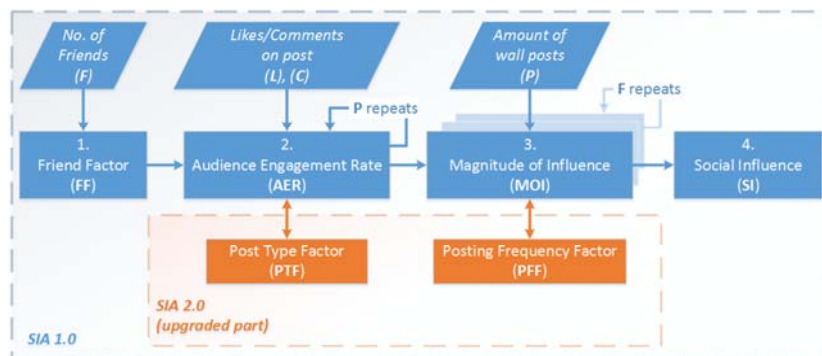 No. of
Friends
(F)
Likes/Comments
on post
(L), (C)
Amount of
wall posts
(P)
P repeats
F repeats
1.
Friend Factor
(FF)
2.
Audience Engagement Rate
(AER)
3.
Magnitude of Influence
(MOI)
4.
Social Influence
(SI)
Post Type Factor
(PTF)
Posting Frequency Factor
(PFF)
SIA 2.0
(upgraded part)
SIA 1.0